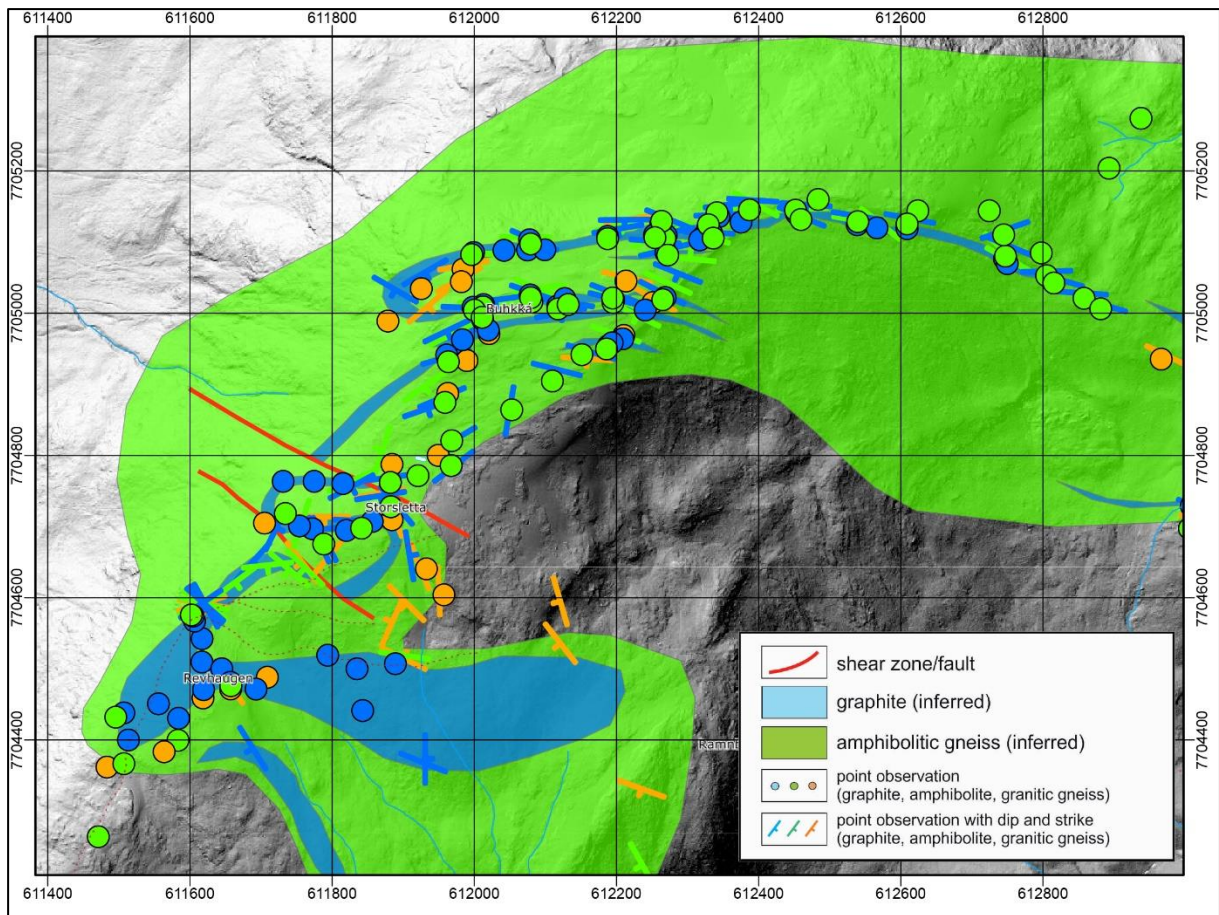 611400 611600 611800 612000 612200 612400 612600 612800
7705200 7705200
7705000 7705000
Buhkká
7704800 7704800
Storsletta
7704600 7704600
Revhaugen
7704400 7704400
shear zone/fault
graphite (inferred)
amphibolitic gneiss (inferred)
point observation
(graphite, amphibolite, granitic gneiss)
point observation with dip and strike
(graphite, amphibolite, granitic gneiss)
611400 611600 611800 612000 612200 612400 612600 612800